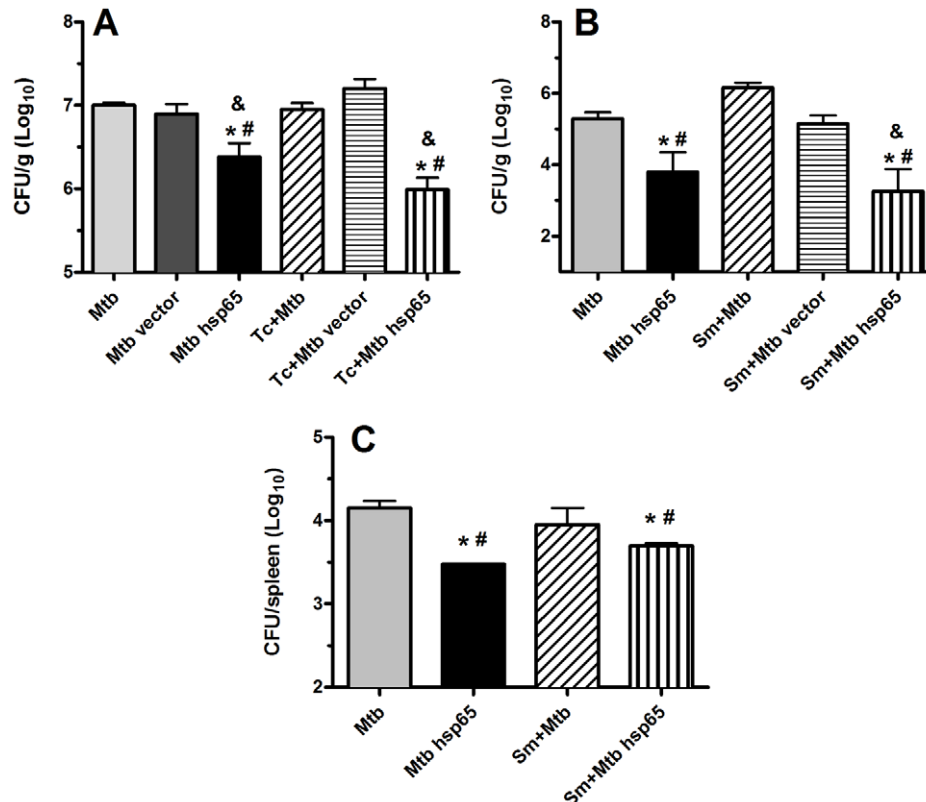 A
CFU/g (Log10)
8
7
6
5
&
* #
&
* #
Mtb
Mtb vector
Mtb hsp65
Tc+Mtb
Tc+Mtb vector
Tc+Mtb hsp65
B
CFU/g (Log10)
8
6
4
2
* #
&
* #
Mtb
Mtb hsp65
Sm+Mtb
Sm+Mtb vector
Sm+Mtb hsp65
C
CFU/spleen (Log10)
5
4
3
2
* #
* #
Mtb
Mtb hsp65
Sm+Mtb
Sm+Mtb hsp65